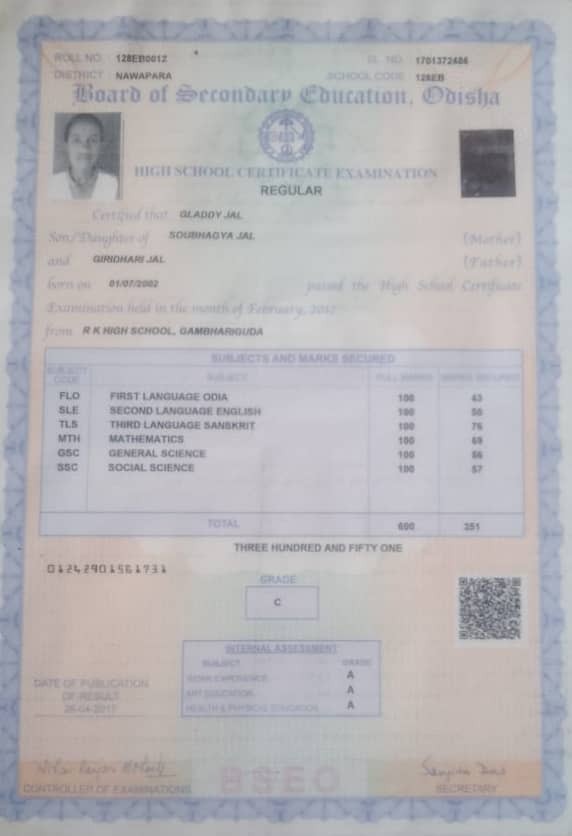 ROLL NO. 128EB0012 SL. NO. 1701372486
DISTRICT NAWAPARA SCHOOL CODE 128EB
Board of Secondary Education, Odisha
HIGH SCHOOL CERTIFICATE EXAMINATION
REGULAR
Certified that GLADDY JAL
Son/Daughter of SOUBHAGYA JAL (Mother)
and GIRIDHARI JAL (Father)
born on 01/07/2002 passed the High School Certificate
Examination held in the month of February, 2017
from R K HIGH SCHOOL, GAMBHARIGUDA
SUBJECTS AND MARKS SECURED
SUBJECT CODE SUBJECT FULL MARKS MARKS SECURED
FLO FIRST LANGUAGE ODIA 100 43
SLE SECOND LANGUAGE ENGLISH 100 50
TLS THIRD LANGUAGE SANSKRIT 100 76
MTH MATHEMATICS 100 69
GSC GENERAL SCIENCE 100 56
SSC SOCIAL SCIENCE 100 57
TOTAL 600 351
THREE HUNDRED AND FIFTY ONE
01242901561731
GRADE
C
INTERNAL ASSESSMENT
SUBJECT GRADE
WORK EXPERIENCE A
ART EDUCATION A
HEALTH & PHYSICAL EDUCATION A
DATE OF PUBLICATION
OF RESULT
26-04-2017
BSEO
CONTROLLER OF EXAMINATIONS SECRETARY